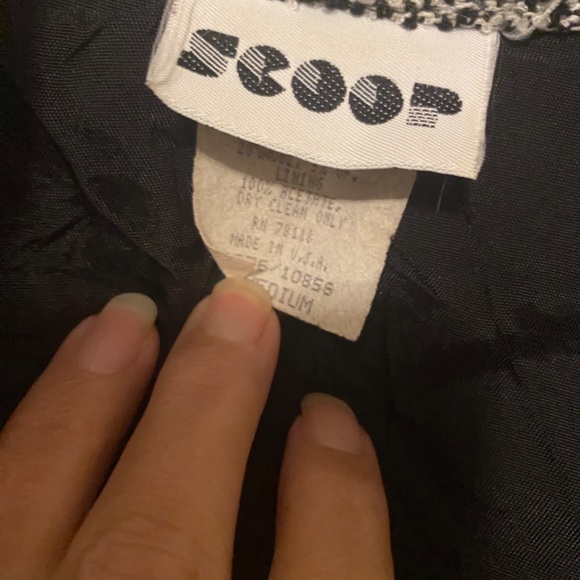 SCOOP
LINING
100% ACETATE.
DRY CLEAN ONLY
RN 78118
MADE IN U.S.A.
/10856
MEDIUM